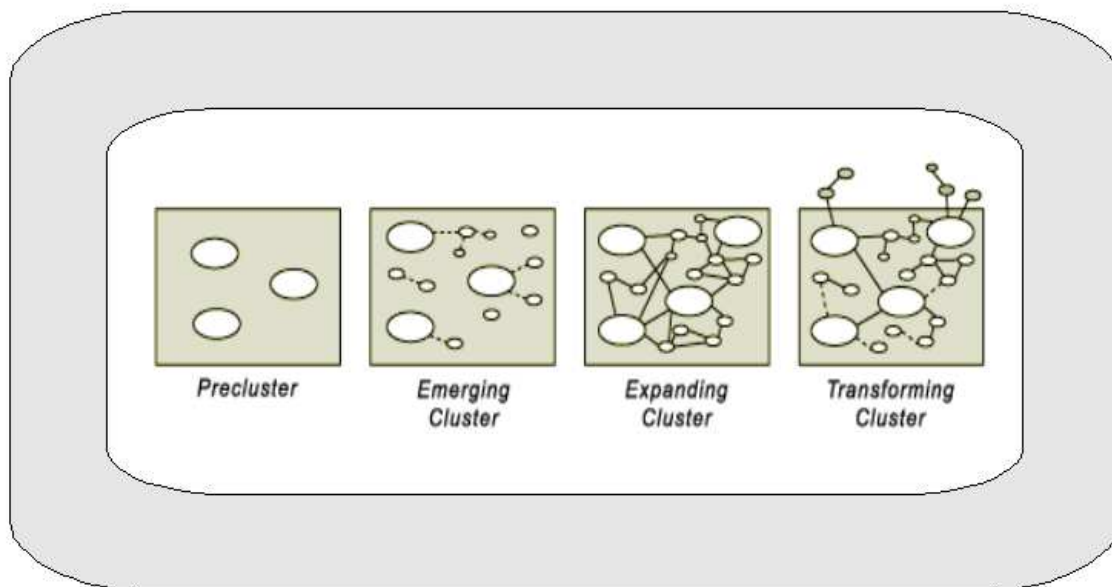 Precluster
Emerging
Cluster
Expanding
Cluster
Transforming
Cluster